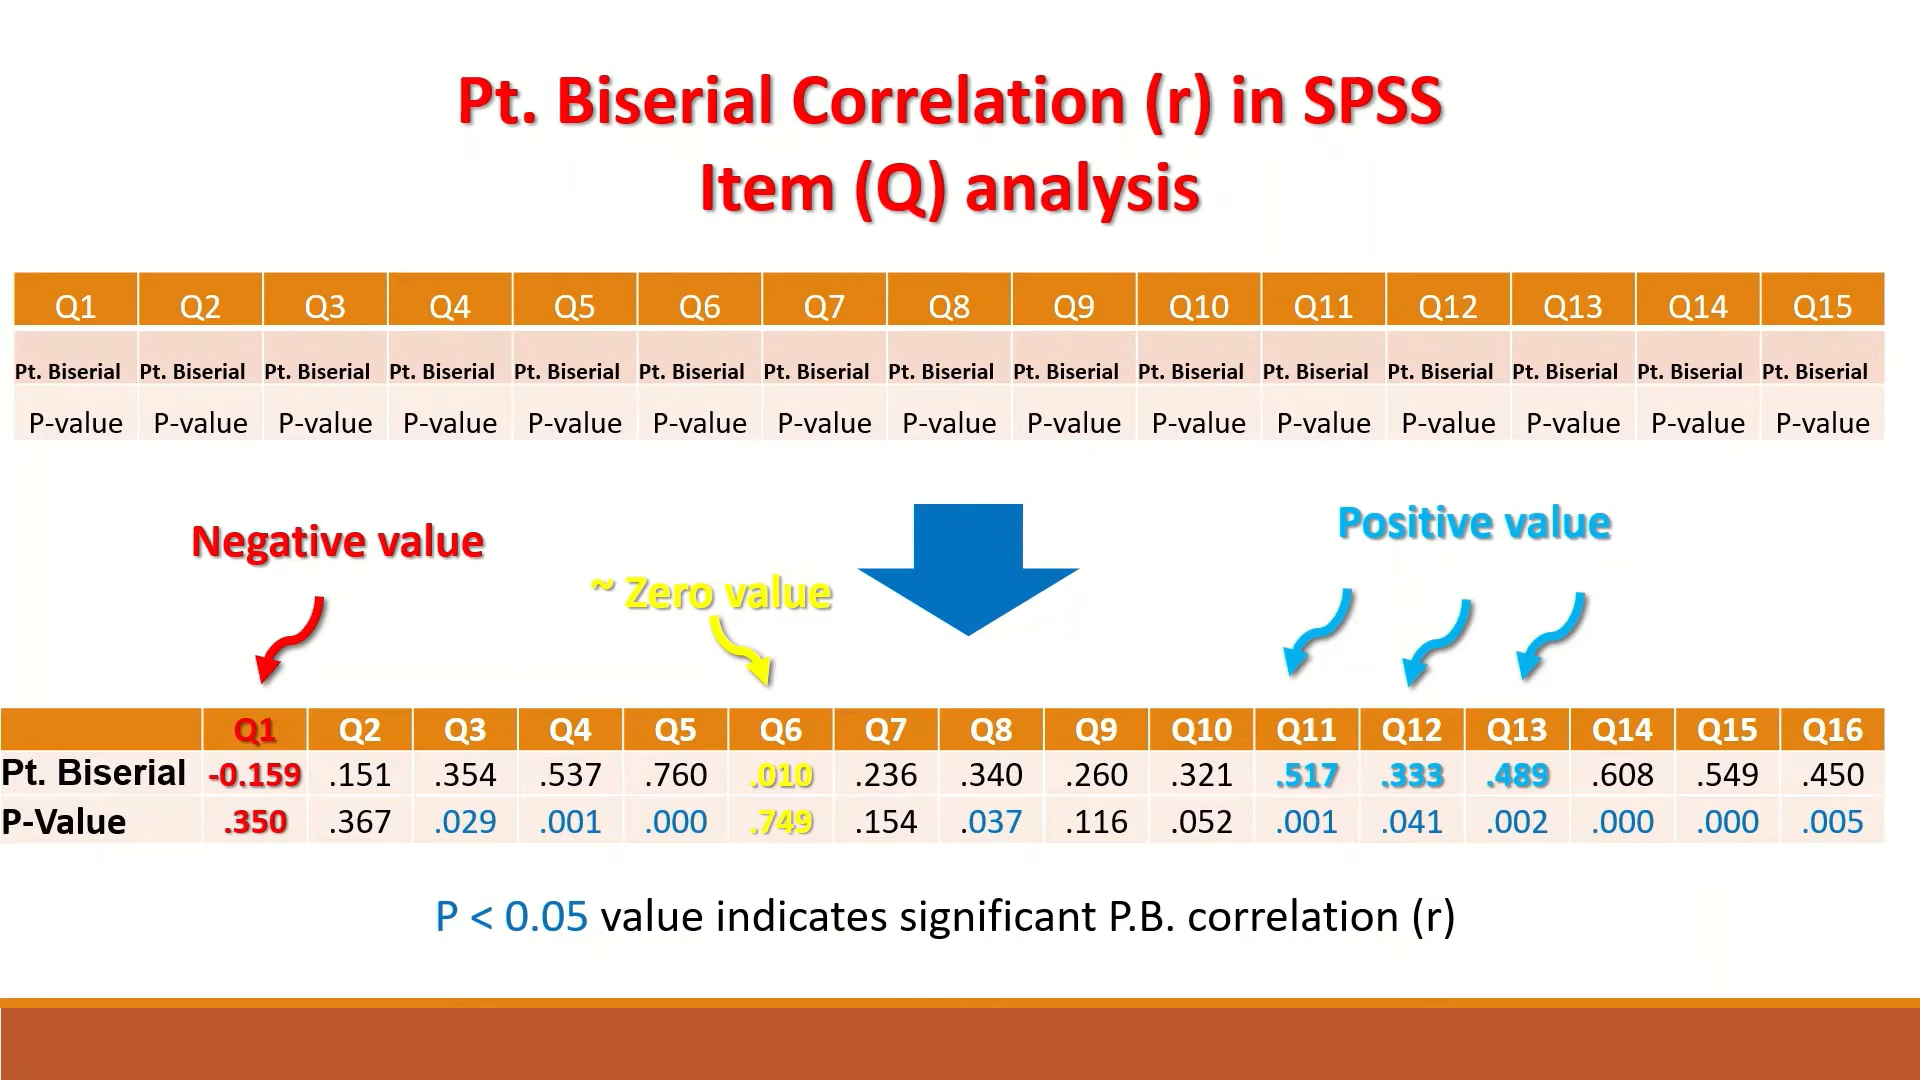 Pt. Biserial Correlation (r) in SPSS
Item (Q) analysis
Q1 Q2 Q3 Q4 Q5 Q6 Q7 Q8 Q9 Q10 Q11 Q12 Q13 Q14 Q15
Pt. Biserial Pt. Biserial Pt. Biserial Pt. Biserial Pt. Biserial Pt. Biserial Pt. Biserial Pt. Biserial Pt. Biserial Pt. Biserial Pt. Biserial Pt. Biserial Pt. Biserial Pt. Biserial Pt. Biserial
P-value P-value P-value P-value P-value P-value P-value P-value P-value P-value P-value P-value P-value P-value P-value
Negative value
~ Zero value
Positive value
Q1 Q2 Q3 Q4 Q5 Q6 Q7 Q8 Q9 Q10 Q11 Q12 Q13 Q14 Q15 Q16
Pt. Biserial -0.159 .151 .354 .537 .760 .010 .236 .340 .260 .321 .517 .333 .489 .608 .549 .450
P-Value .350 .367 .029 .001 .000 .749 .154 .037 .116 .052 .001 .041 .002 .000 .000 .005
P < 0.05 value indicates significant P.B. correlation (r)